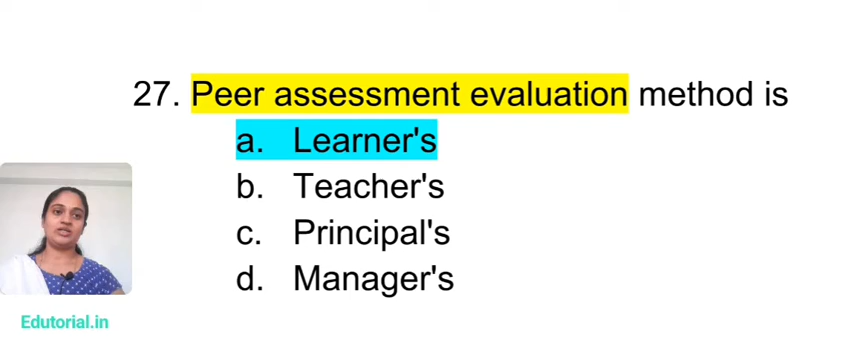 27. Peer assessment evaluation method is
a. Learner's
b. Teacher's
c. Principal's
d. Manager's
Edutorial.in